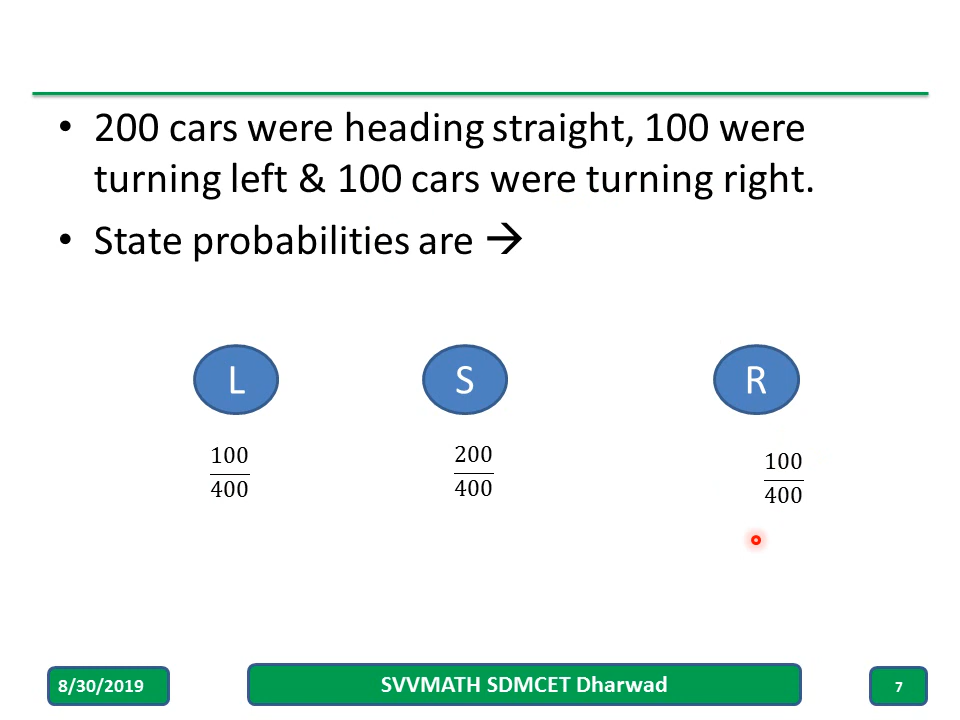 • 200 cars were heading straight, 100 were
turning left & 100 cars were turning right.
• State probabilities are →
L S R
100/400 200/400 100/400
8/30/2019 SVVMATH SDMCET Dharwad 7